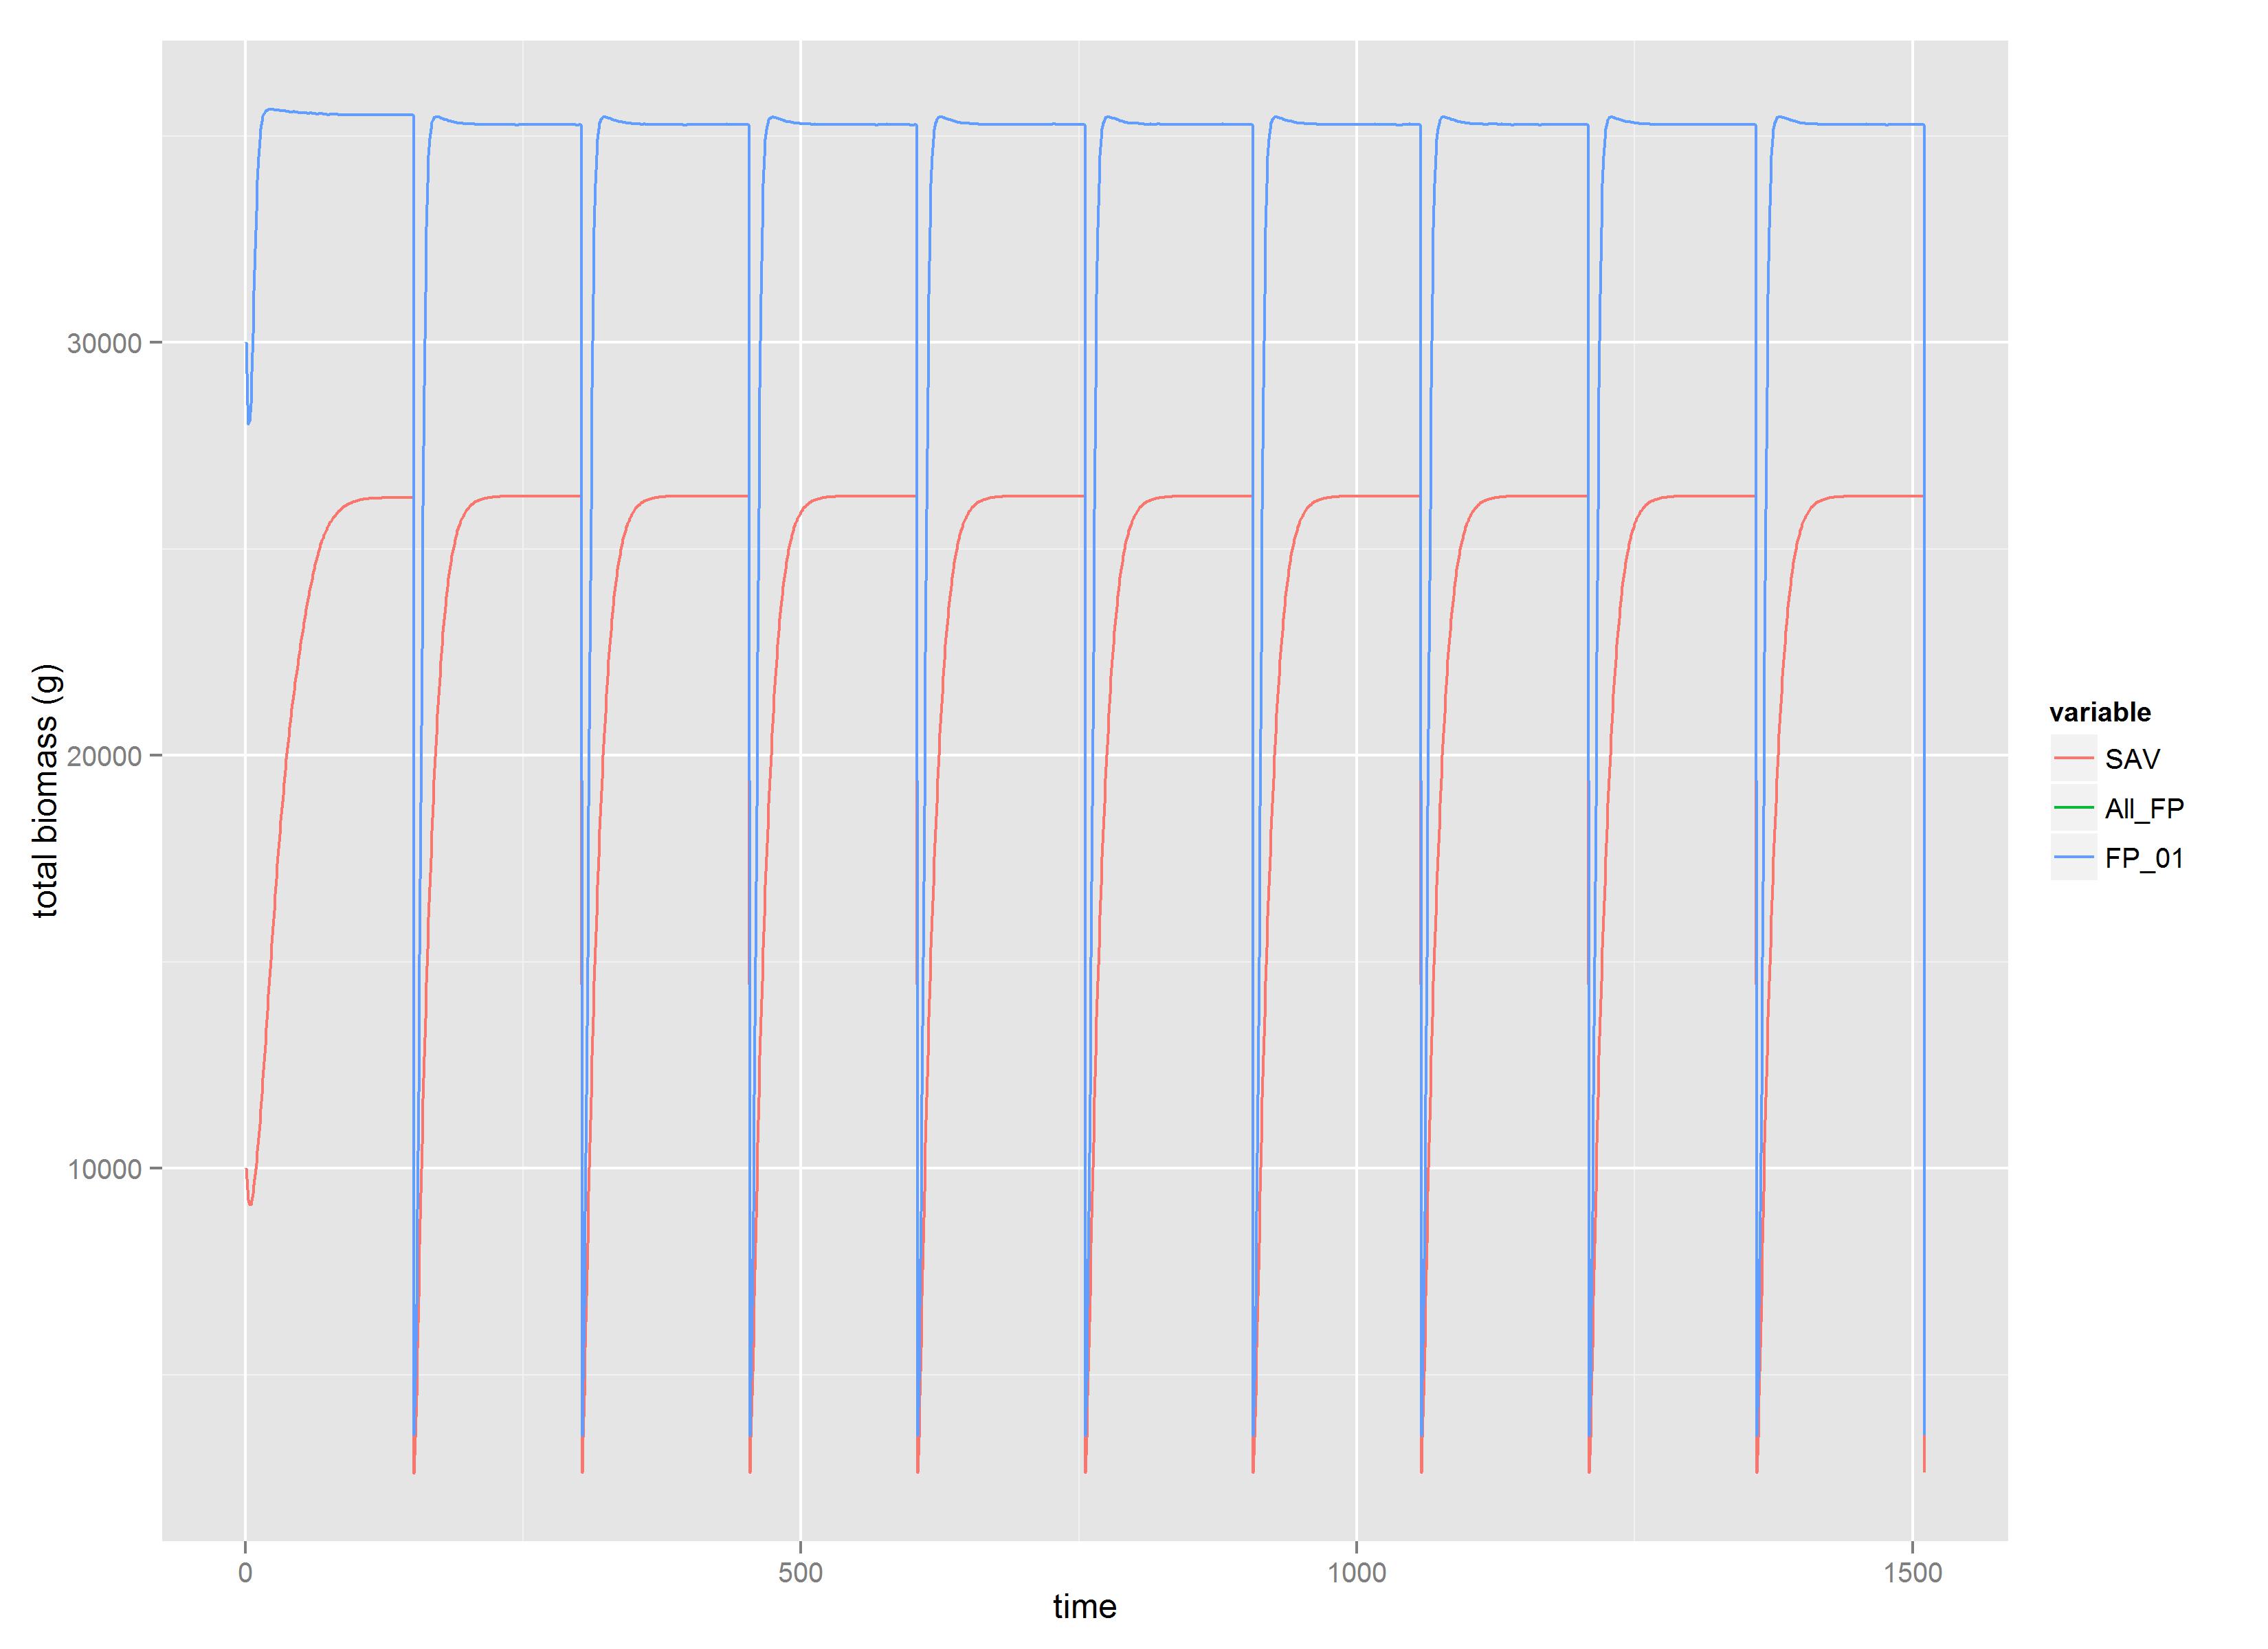 total biomass (g)
30000
20000
10000
0
500
1000
1500
time
variable
SAV
All_FP
FP_01